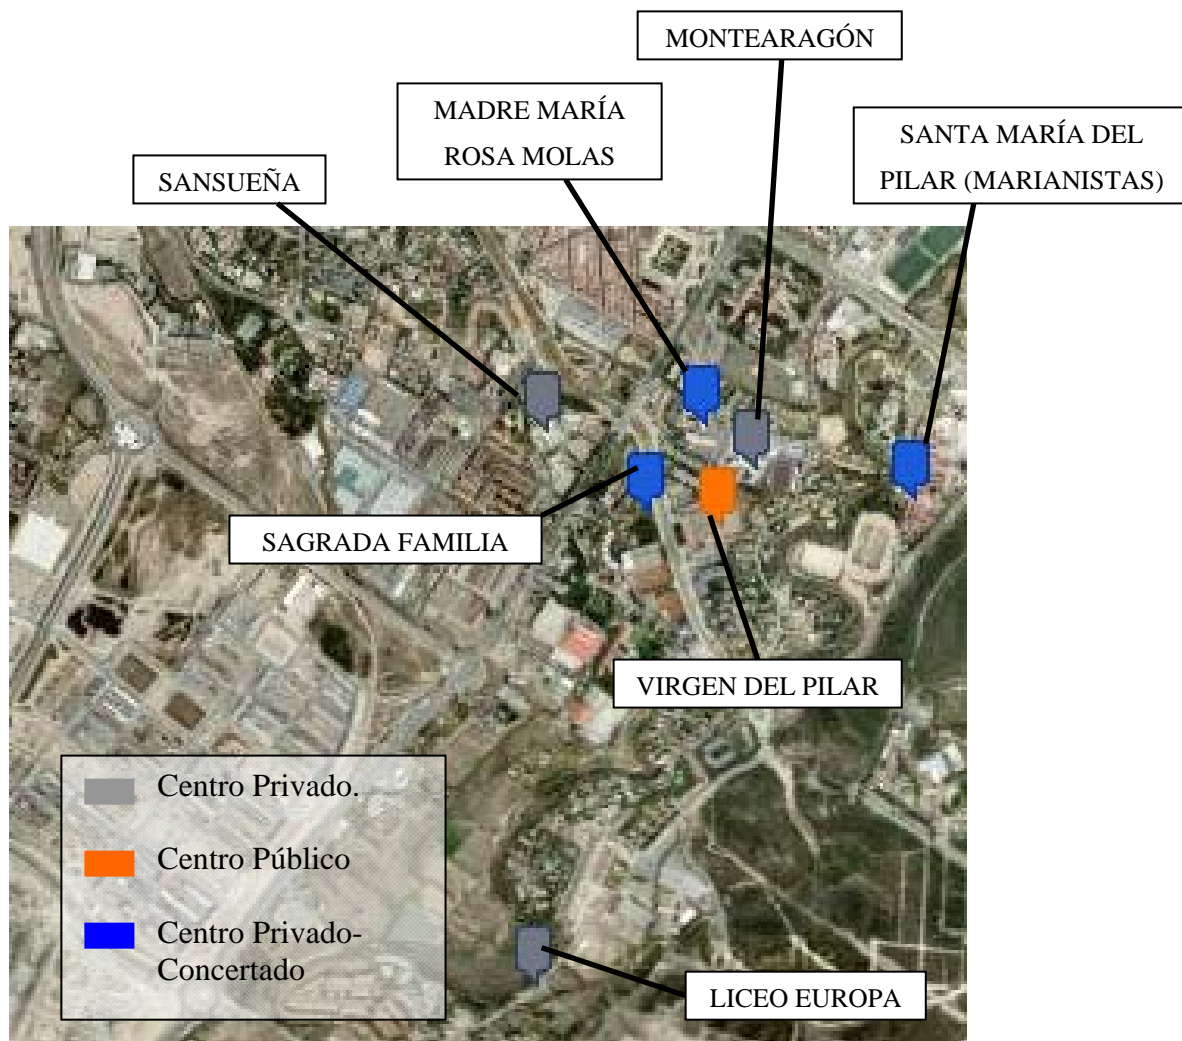 MONTEARAGÓN
MADRE MARÍA
ROSA MOLAS
SANTA MARÍA DEL
PILAR (MARIANISTAS)
SANSUEÑA
SAGRADA FAMILIA
VIRGEN DEL PILAR
Centro Privado.
Centro Público
Centro Privado-
Concertado
LICEO EUROPA